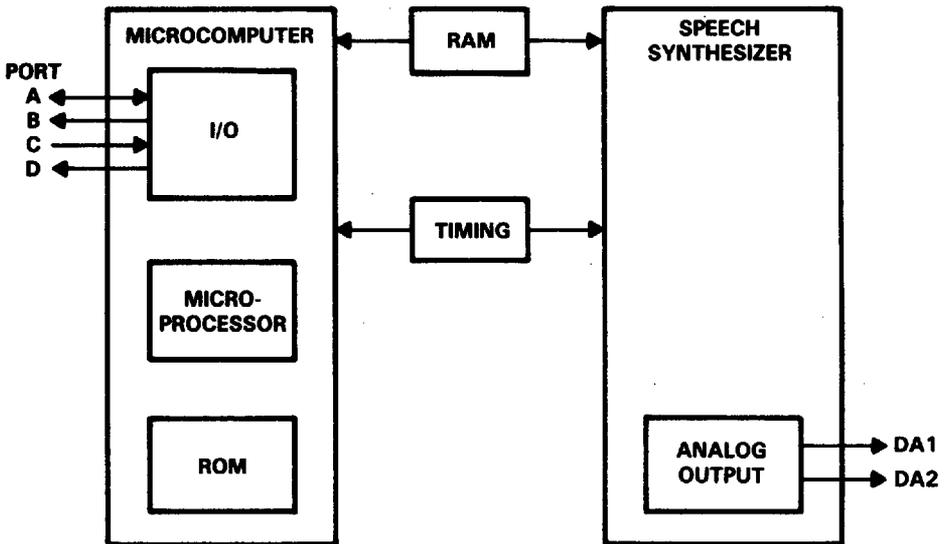 MICROCOMPUTER
RAM
SPEECH
SYNTHESIZER
PORT
A
B
C
D
I/O
TIMING
MICRO-
PROCESSOR
ROM
ANALOG
OUTPUT
DA1
DA2